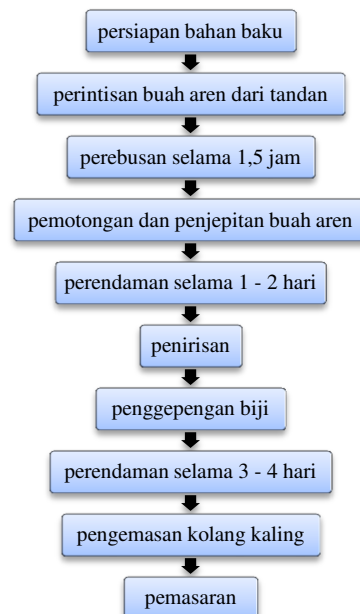 persiapan bahan baku
perintisan buah aren dari tandan
perebusan selama 1,5 jam
pemotongan dan penjepitan buah aren
perendaman selama 1 - 2 hari
penirisan
penggepengan biji
perendaman selama 3 - 4 hari
pengemasan kolang kaling
pemasaran